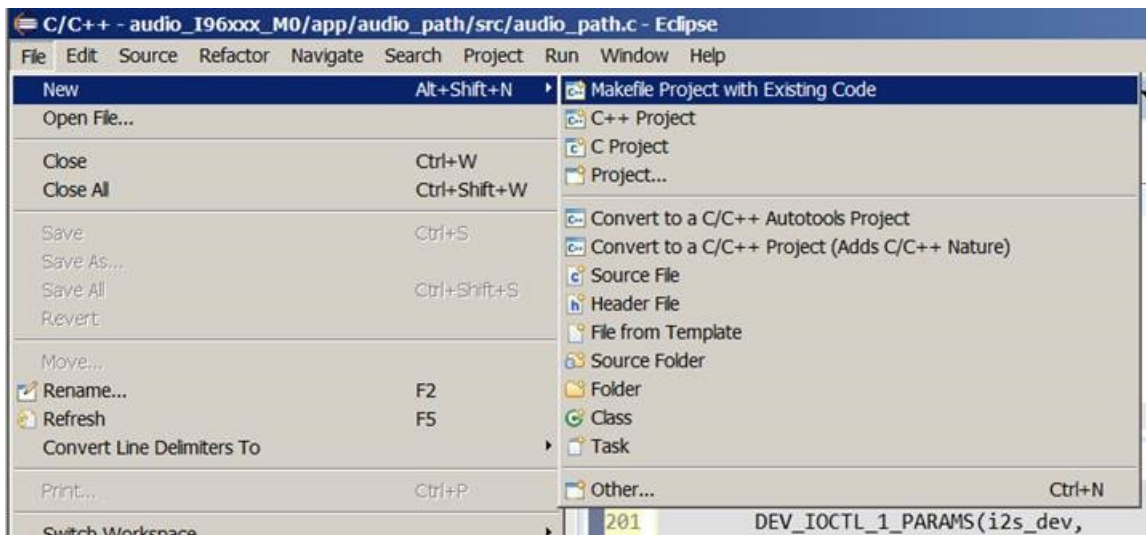 C/C++ - audio_I96xxx_M0/app/audio_path/src/audio_path.c - Eclipse
File Edit Source Refactor Navigate Search Project Run Window Help
New Alt+Shift+N
Open File...
Close Ctrl+W
Close All Ctrl+Shift+W
Save Ctrl+S
Save As...
Save All Ctrl+Shift+S
Revert
Move...
Rename... F2
Refresh F5
Convert Line Delimiters To
Print... Ctrl+P
Switch Workspace
Makefile Project with Existing Code
C++ Project
C Project
Project...
Convert to a C/C++ Autotools Project
Convert to a C/C++ Project (Adds C/C++ Nature)
Source File
Header File
File from Template
Source Folder
Folder
Class
Task
Other... Ctrl+N
201 DEV_IOCTL_1_PARAMS(i2s_dev,